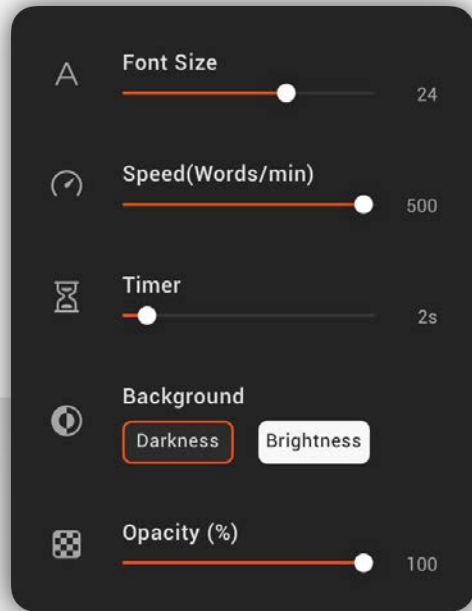 Font Size
24
Speed(Words/min)
500
Timer
2s
Background
Darkness Brightness
Opacity (%)
100